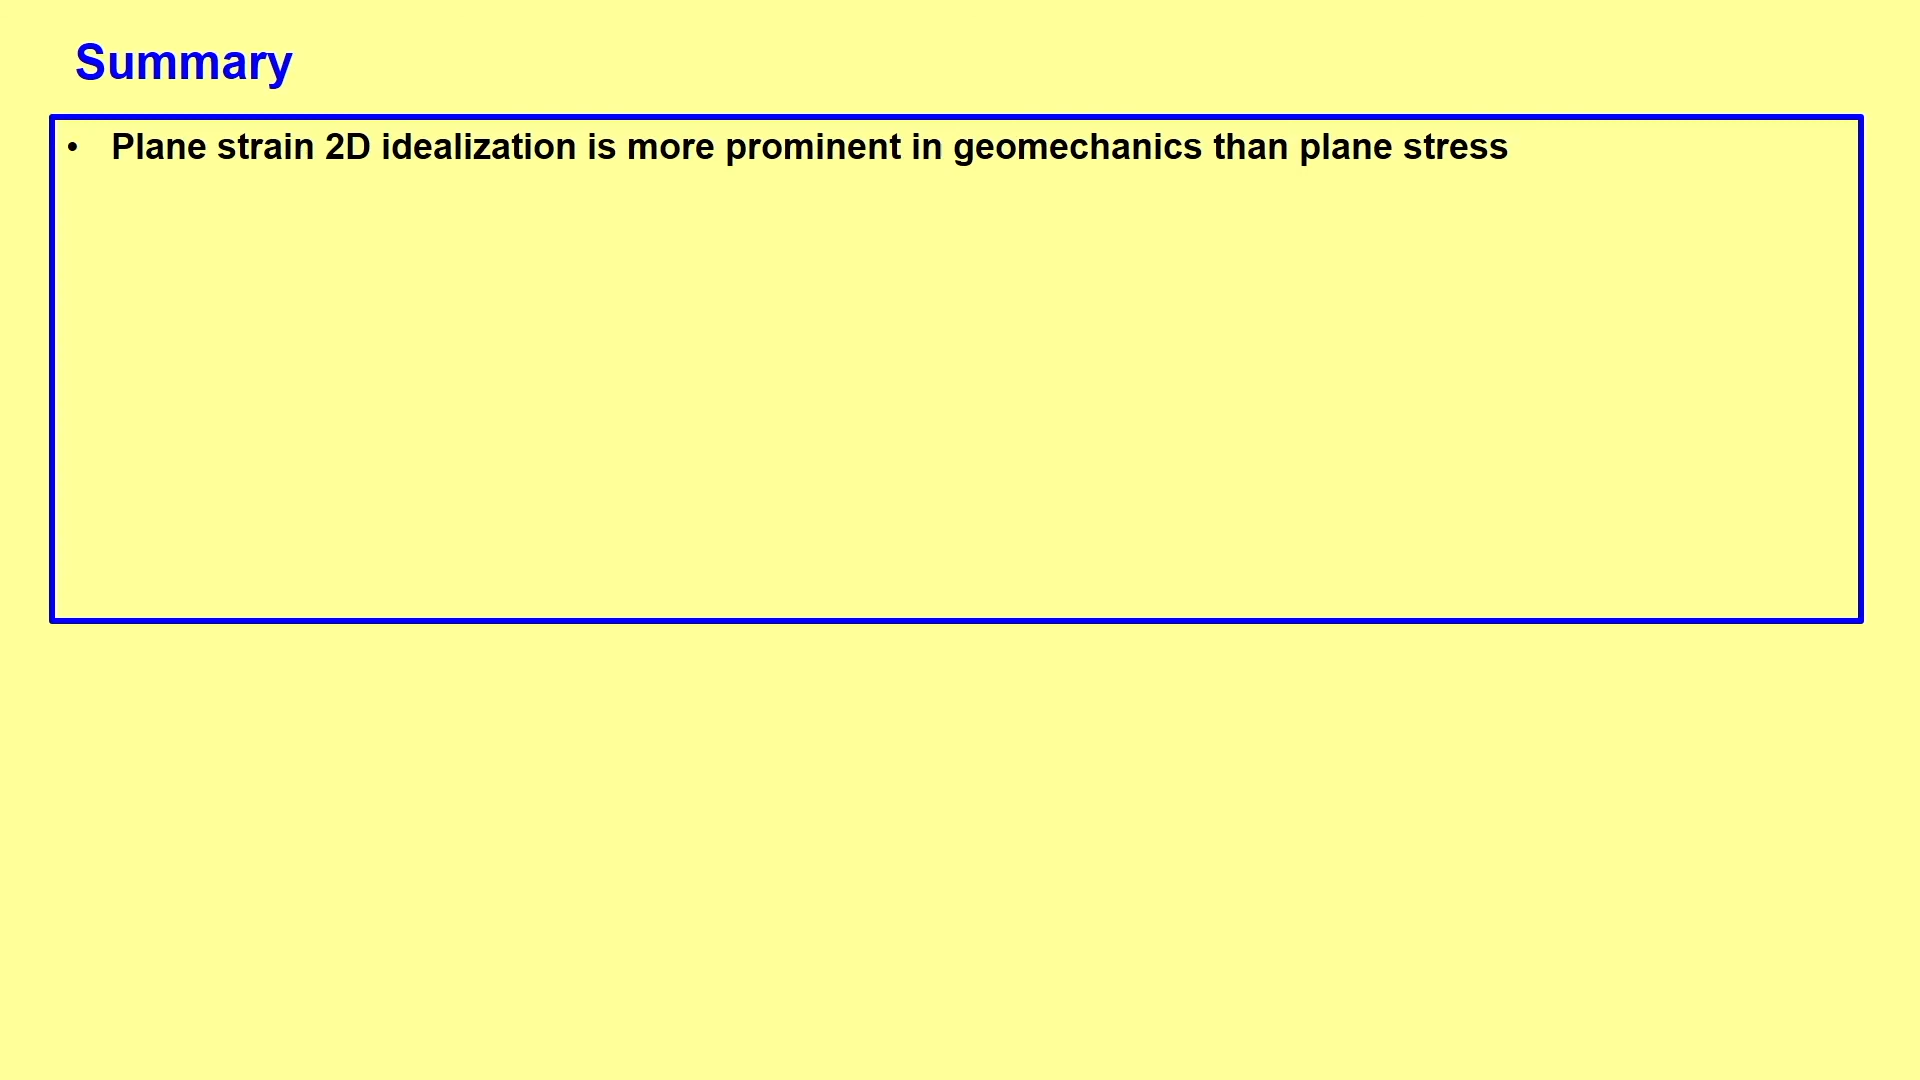 Summary
• Plane strain 2D idealization is more prominent in geomechanics than plane stress